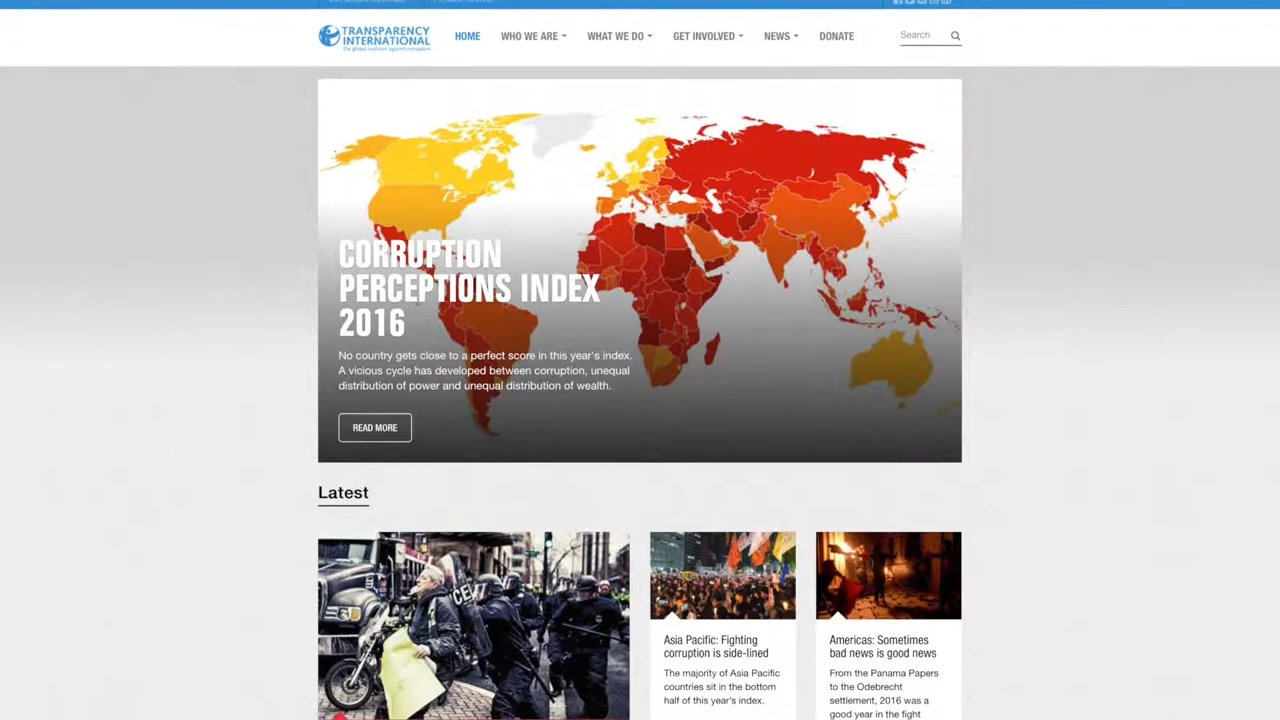 TRANSPARENCY
INTERNATIONAL
the global coalition against corruption
HOME WHO WE ARE WHAT WE DO GET INVOLVED NEWS DONATE
Search
CORRUPTION
PERCEPTIONS INDEX
2016
No country gets close to a perfect score in this year's index.
A vicious cycle has developed between corruption, unequal
distribution of power and unequal distribution of wealth.
READ MORE
Latest
Asia Pacific: Fighting
corruption is side-lined
The majority of Asia Pacific
countries sit in the bottom
half of this year's index.
Americas: Sometimes
bad news is good news
From the Panama Papers
to the Odebrecht
settlement, 2016 was a
good year in the fight